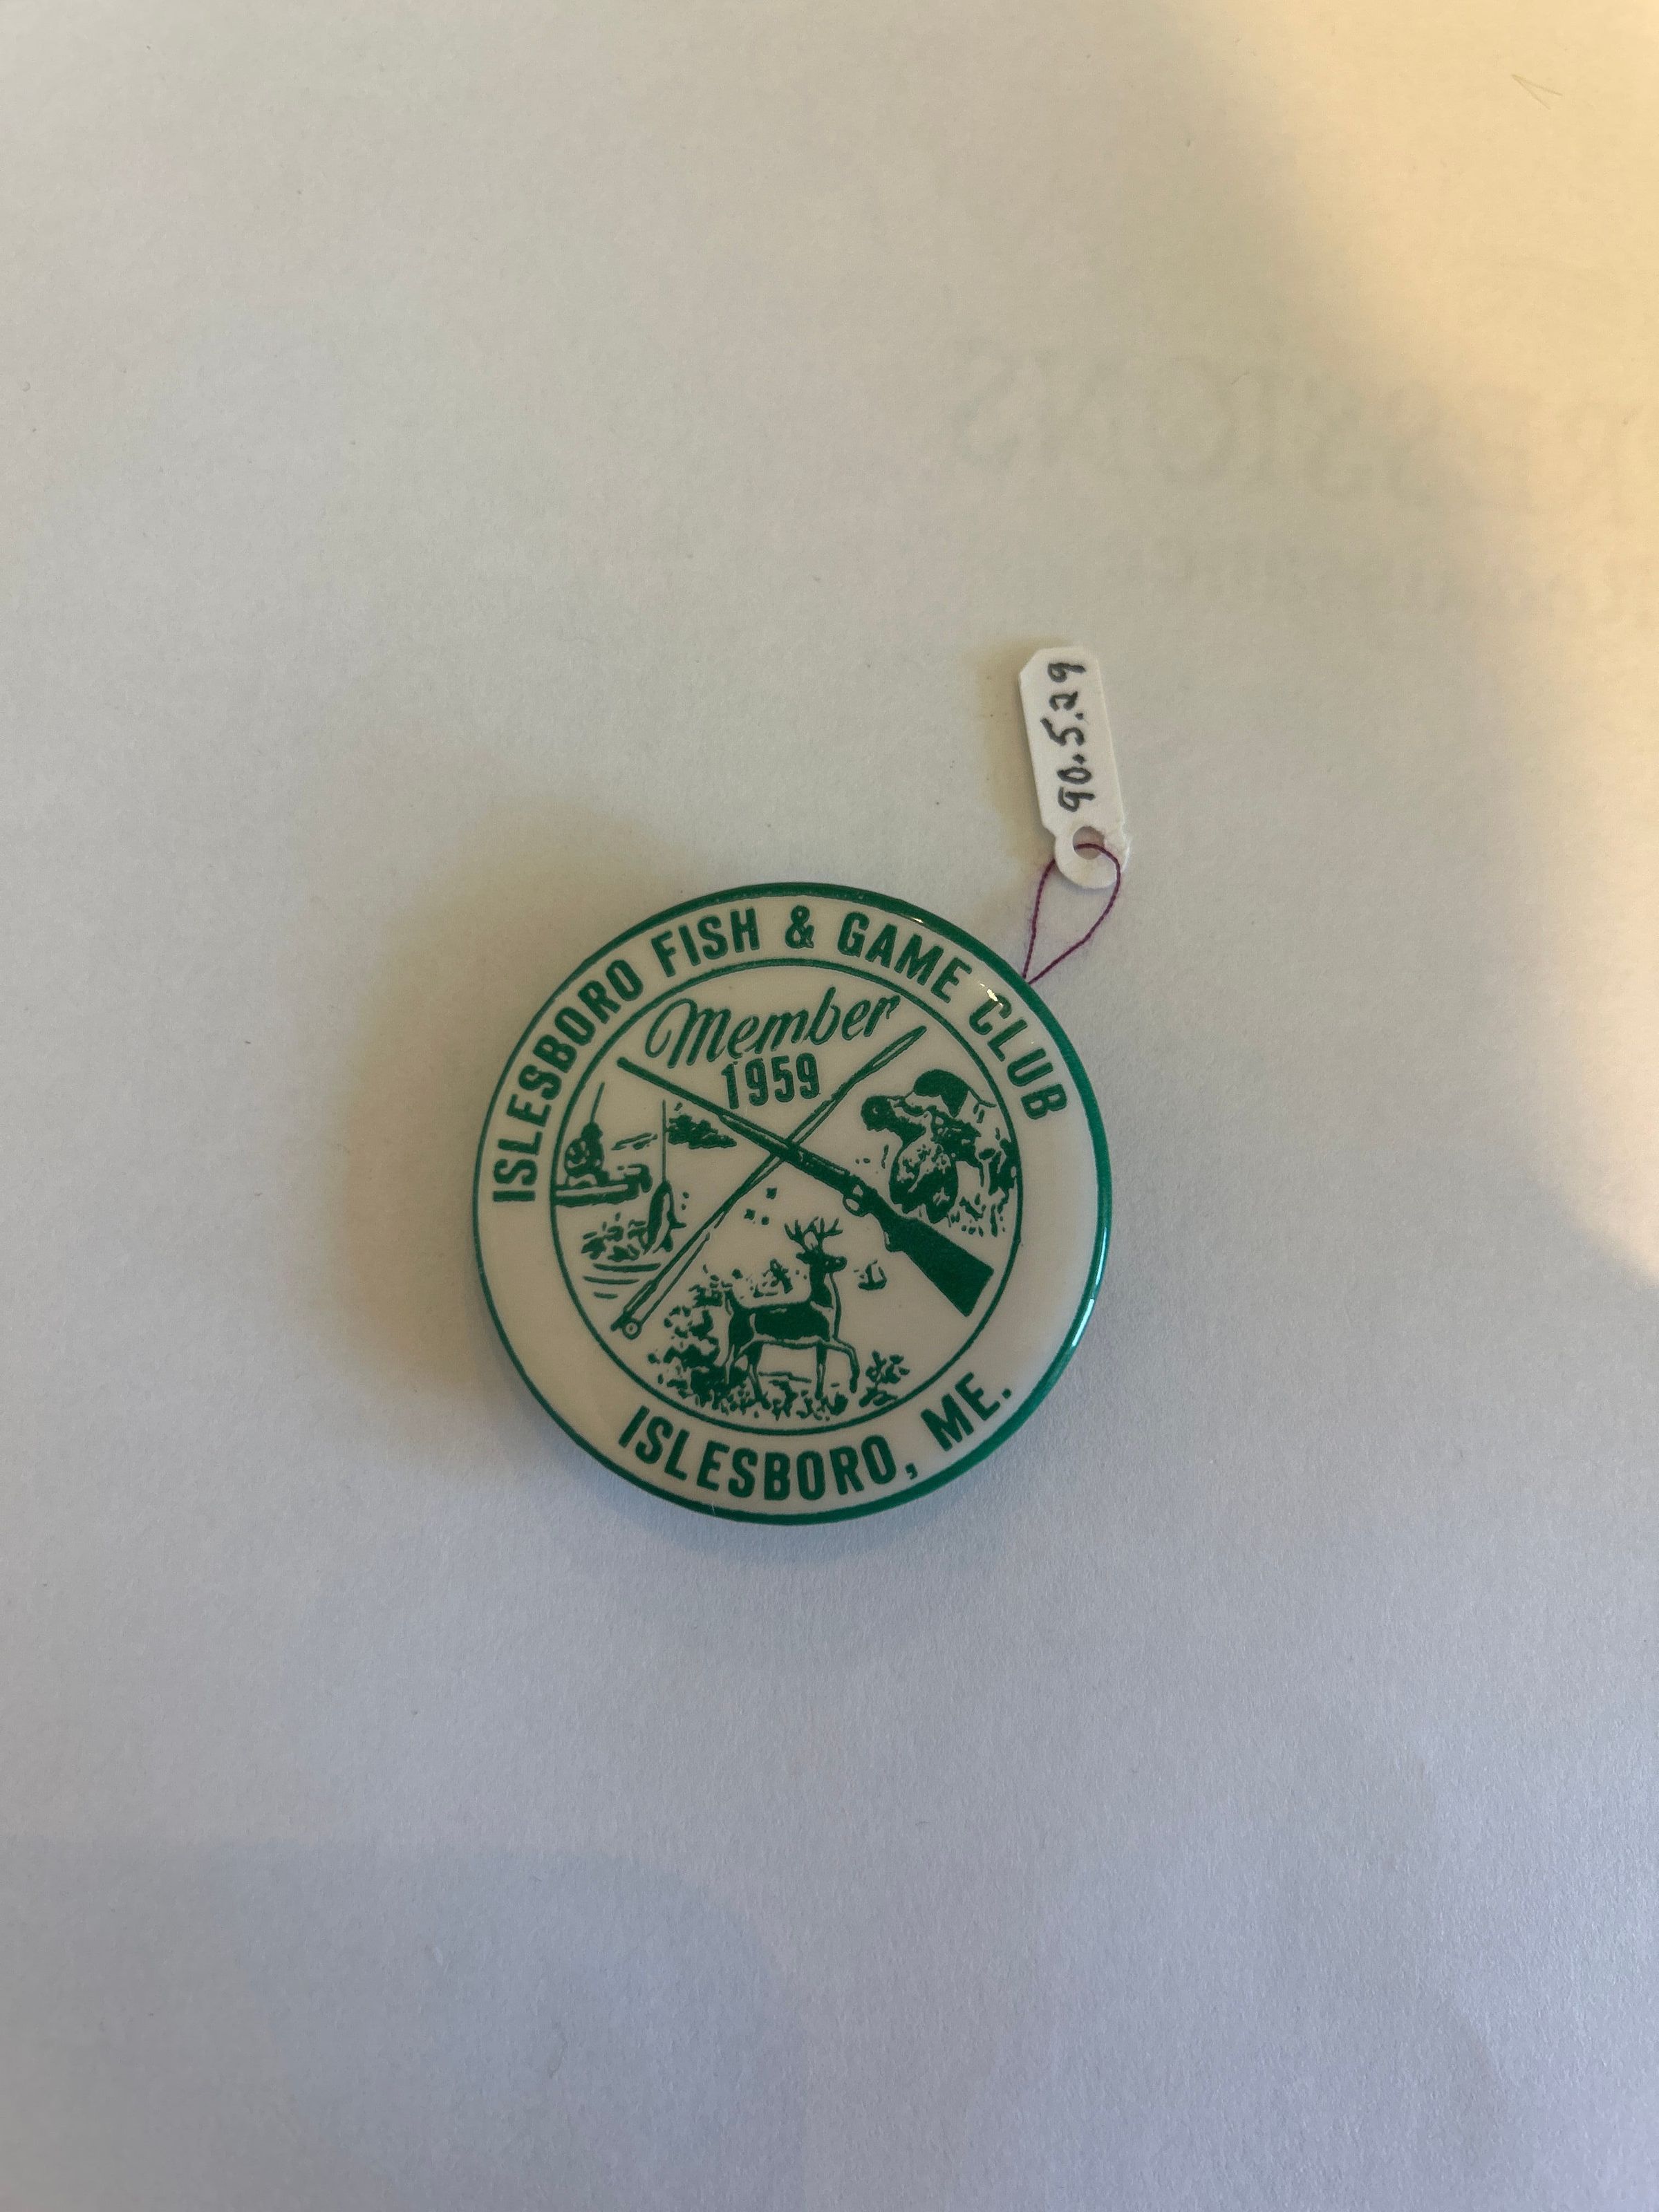 90.5.29
ISLESBORO FISH & GAME CLUB
Member
1959
ISLESBORO, ME.